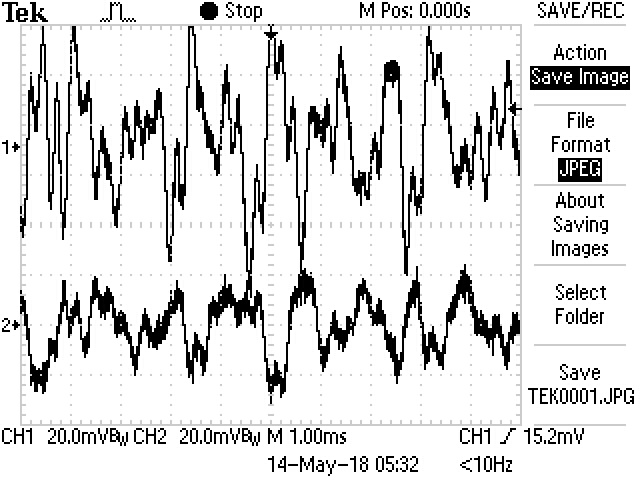 Tek Stop M Pos: 0.000s SAVE/REC
Action
Save Image
File
Format
JPEG
1
About
Saving
Images
Select
Folder
2
Save
TEK0001.JPG
CH1 20.0mVBw CH2 20.0mVBw M 1.00ms CH1 15.2mV
14-May-18 05:32 <10Hz